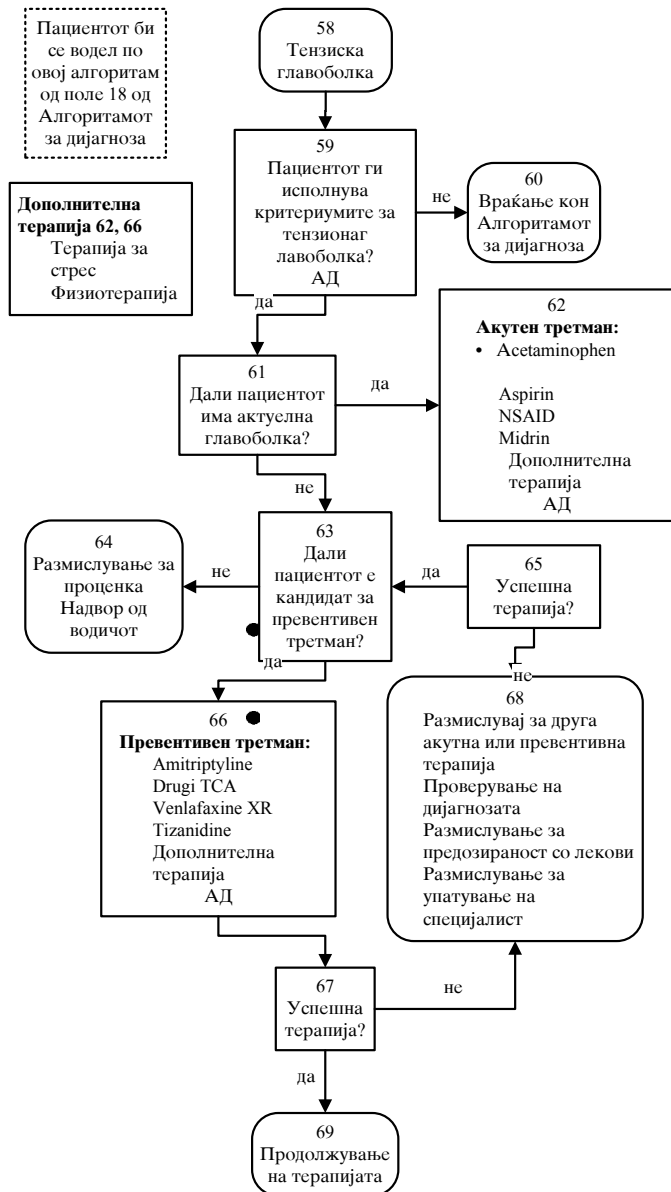 Пациентот би
се водел по
овој алгоритам
од поле 18 од
Алгоритамот
за дијагноза
58
Тензиска
главоболка
59
Пациентот ги
исполнува
критериумите за
тензионаг
лавоболка?
АД
не
60
Враќање кон
Алгоритамот
за дијагноза
Дополнителна
терапија 62, 66
Терапија за
стрес
Физиотерапија
да
61
Дали пациентот
има актуелна
главоболка?
да
62
Акутен третман:
• Acetaminophen
Aspirin
NSAID
Midrin
Дополнителна
терапија
АД
не
63
Дали
пациентот е
кандидат за
превентивен
третман?
не
64
Размислување за
проценка
Надвор од
водичот
да
65
Успешна
терапија?
да
не
66
Превентивен третман:
Amitriptyline
Drugi TCA
Venlafaxine XR
Tizanidine
Дополнителна
терапија
АД
68
Размислувај за друга
акутна или превентивна
терапија
Проверување на
дијагнозата
Размислување за
предозираност со лекови
Размислување за
упатување на
специјалист
67
Успешна
терапија?
не
да
69
Продолжување
на терапијата